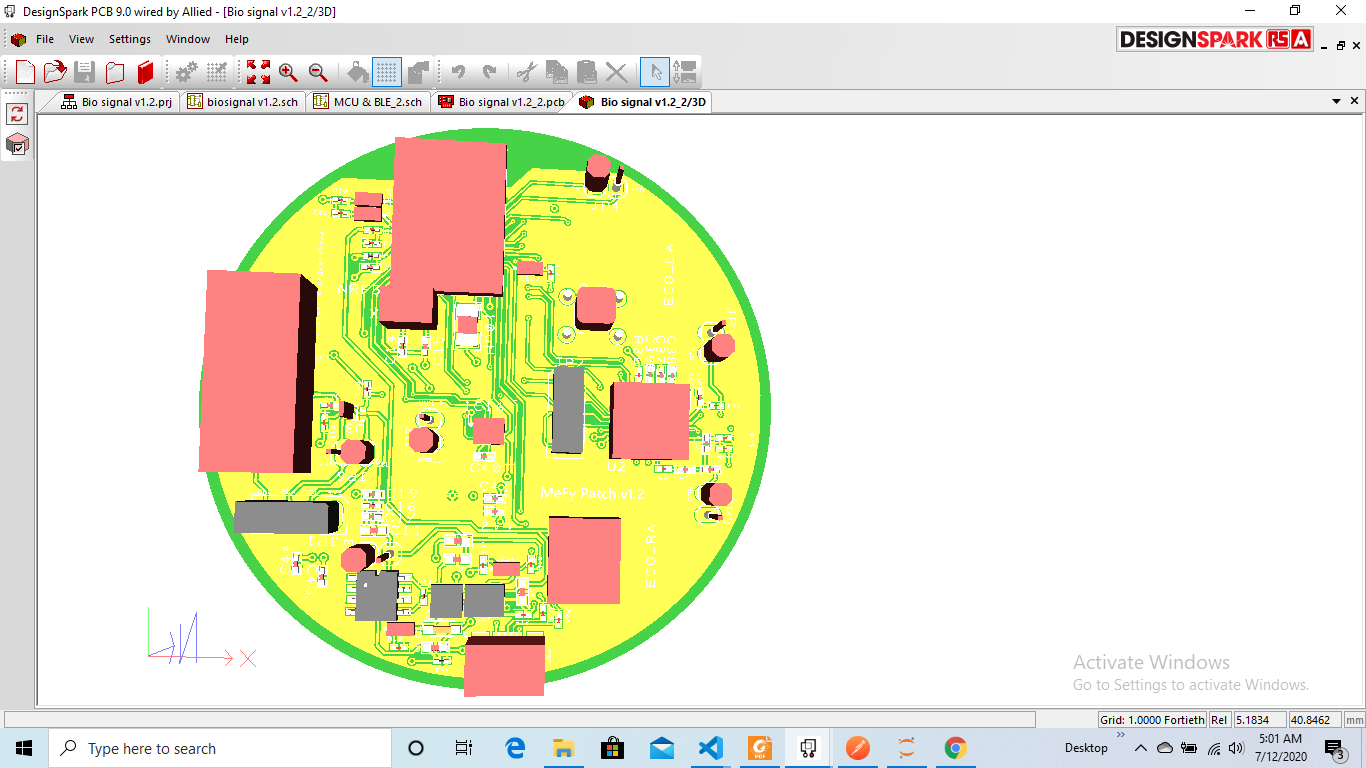 DesignSpark PCB 9.0 wired by Allied - [Bio signal v1.2_2/3D]
File View Settings Window Help
DESIGNSPARK RS A
Bio signal v1.2.prj biosignal v1.2.sch MCU & BLE_2.sch Bio signal v1.2_2.pcb Bio signal v1.2_2/3D
ECG_LA
U2
MeFy Patch v1.2
ECG_RA
X
Activate Windows
Go to Settings to activate Windows.
Grid: 1.0000 Fortieth Rel 5.1834 40.8462 mm
Type here to search
Desktop
5:01 AM
7/12/2020
3